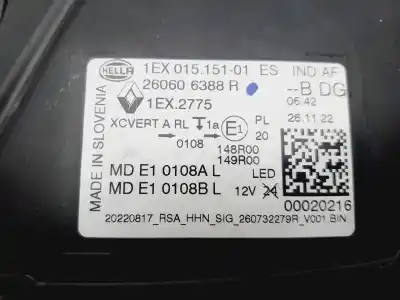 MADE IN SLOVENIA
HELLA 1EX 015.151-01 ES IND.AF
26060 6388 R --B DG
1EX.2775 06:42
XCVERT A RL 1a E1 PL 26.11.22
0108 20
148R00
149R00
MD E1 0108A L LED
MD E1 0108B L 12V 24
00020216
20220817_RSA_HHN_SIG_260732279R_V001.BIN